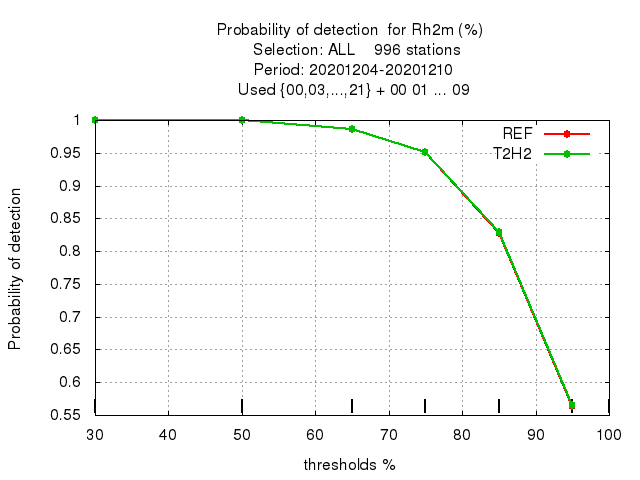 Probability of detection  for Rh2m (%)
Selection: ALL    996 stations
Period: 20201204-20201210
Used {00,03,...,21} + 00 01 ... 09
REF
T2H2
1
0.95
0.9
0.85
0.8
0.75
0.7
0.65
0.6
0.55
Probability of detection
30 40 50 60 70 80 90 100
thresholds %